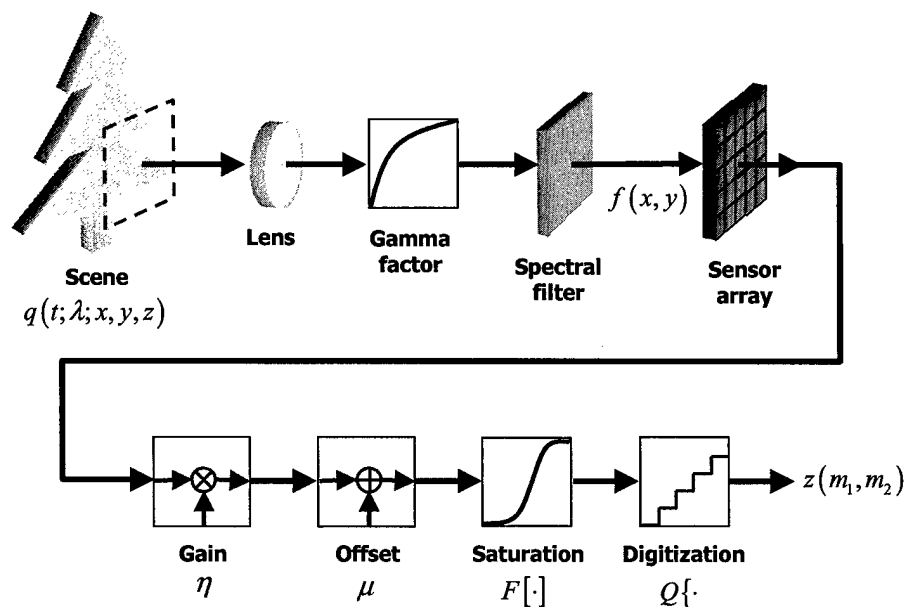 f(x, y)
Lens
Gamma
factor
Spectral
filter
Sensor
array
Scene
q(t; λ; x, y, z)
z(m₁, m₂)
Gain
η
Offset
μ
Saturation
F[·]
Digitization
Q{·